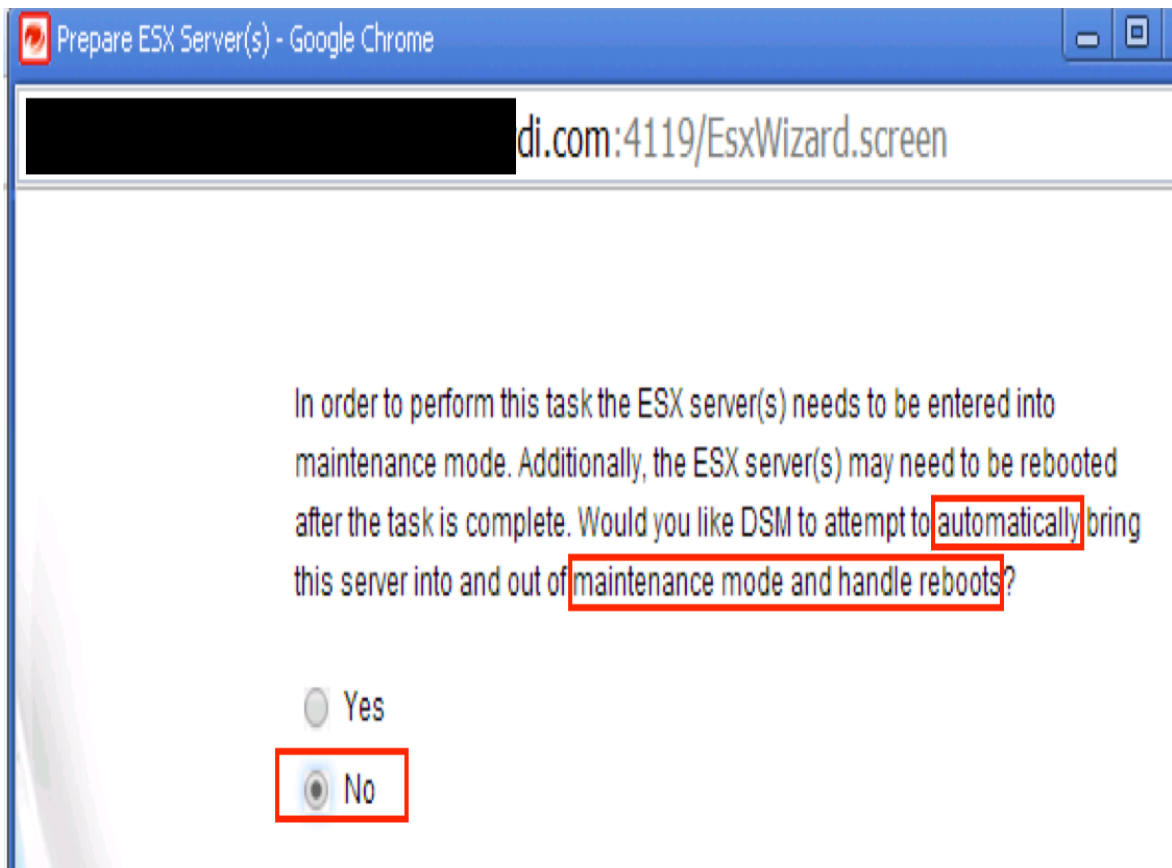 Prepare ESX Server(s) - Google Chrome
di.com:4119/EsxWizard.screen
In order to perform this task the ESX server(s) needs to be entered into
maintenance mode. Additionally, the ESX server(s) may need to be rebooted
after the task is complete. Would you like DSM to attempt to automatically bring
this server into and out of maintenance mode and handle reboots?
Yes
No